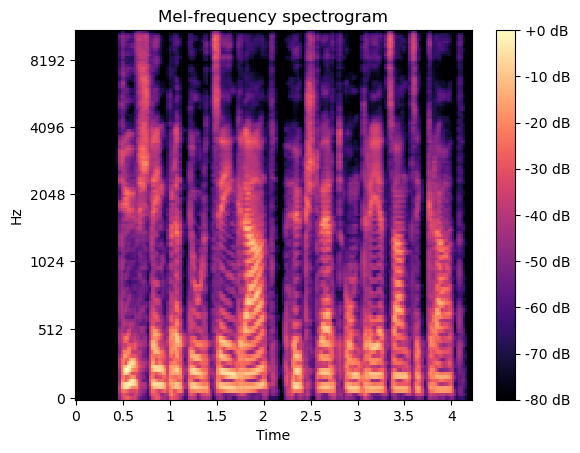 Mel-frequency spectrogram
+0 dB
8192
-10 dB
4096
-20 dB
-30 dB
2048
Hz
-40 dB
1024
-50 dB
-60 dB
512
-70 dB
0
-80 dB
0 0.5 1 1.5 2 2.5 3 3.5 4
Time